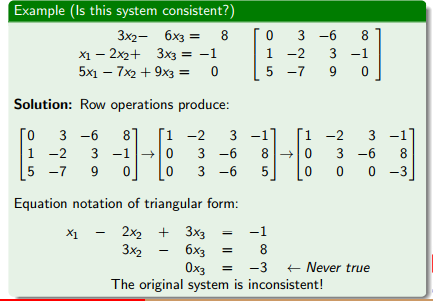 Example (Is this system consistent?)
3x₂− 6x₃ = 8 [ 0 3 −6 8 ]
x₁ − 2x₂+ 3x₃ = −1 [ 1 −2 3 −1 ]
5x₁ − 7x₂ + 9x₃ = 0 [ 5 −7 9 0 ]
Solution: Row operations produce:
[ 0 3 −6 8 ] [ 1 −2 3 −1 ] [ 1 −2 3 −1 ]
[ 1 −2 3 −1 ] → [ 0 3 −6 8 ] → [ 0 3 −6 8 ]
[ 5 −7 9 0 ] [ 0 3 −6 5 ] [ 0 0 0 −3 ]
Equation notation of triangular form:
x₁ − 2x₂ + 3x₃ = −1
3x₂ − 6x₃ = 8
0x₃ = −3 ← Never true
The original system is inconsistent!